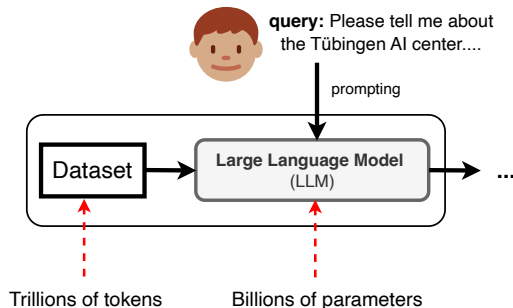 query: Please tell me about
the Tübingen AI center....
prompting
Dataset
Large Language Model
(LLM)
...
Trillions of tokens
Billions of parameters